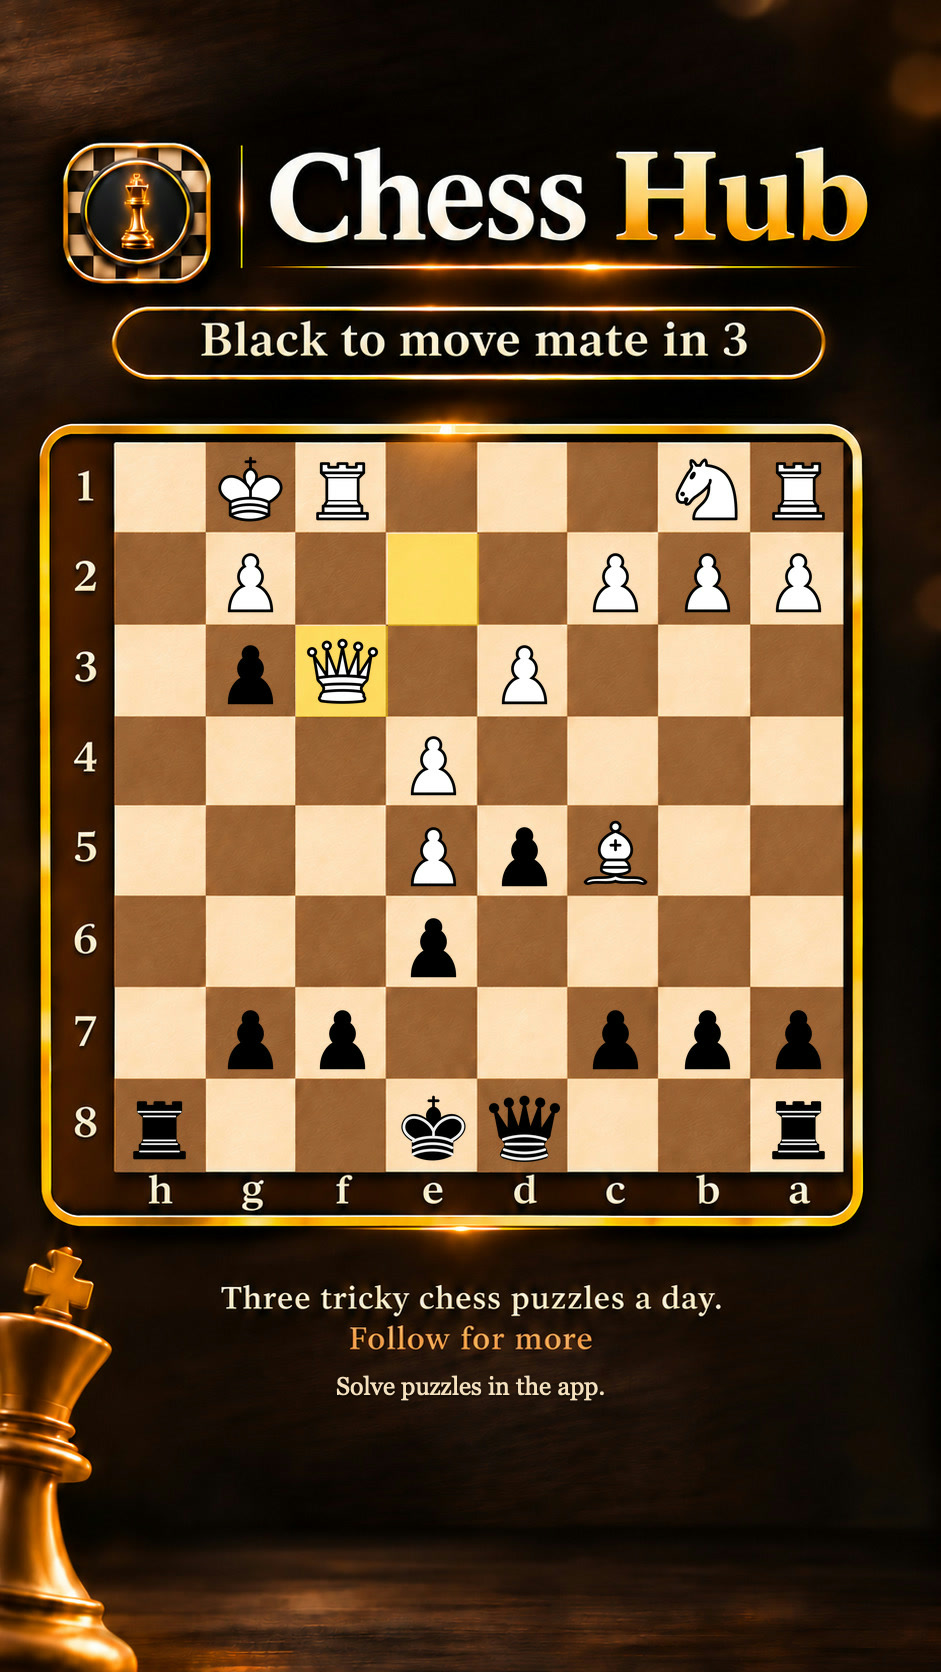 Chess Hub
Black to move mate in 3
1
2
3
4
5
6
7
8
h g f e d c b a
Three tricky chess puzzles a day.
Follow for more
Solve puzzles in the app.